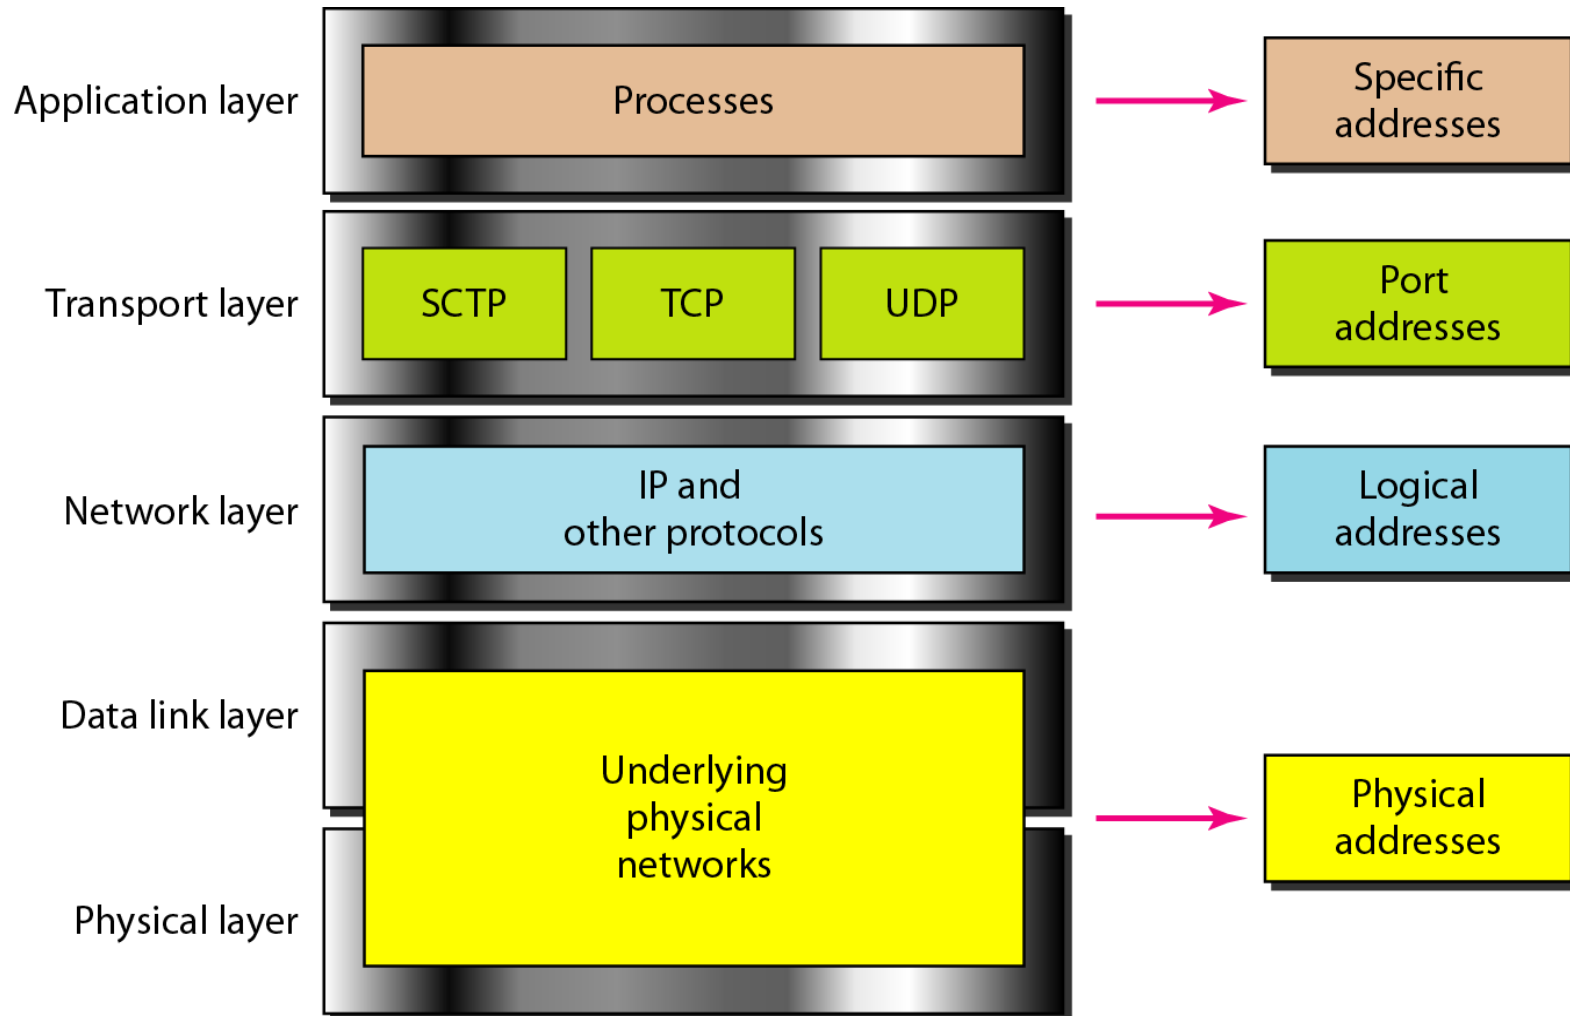 Application layer
Processes
Specific
addresses
Transport layer
SCTP
TCP
UDP
Port
addresses
Network layer
IP and
other protocols
Logical
addresses
Data link layer
Underlying
physical
networks
Physical
addresses
Physical layer